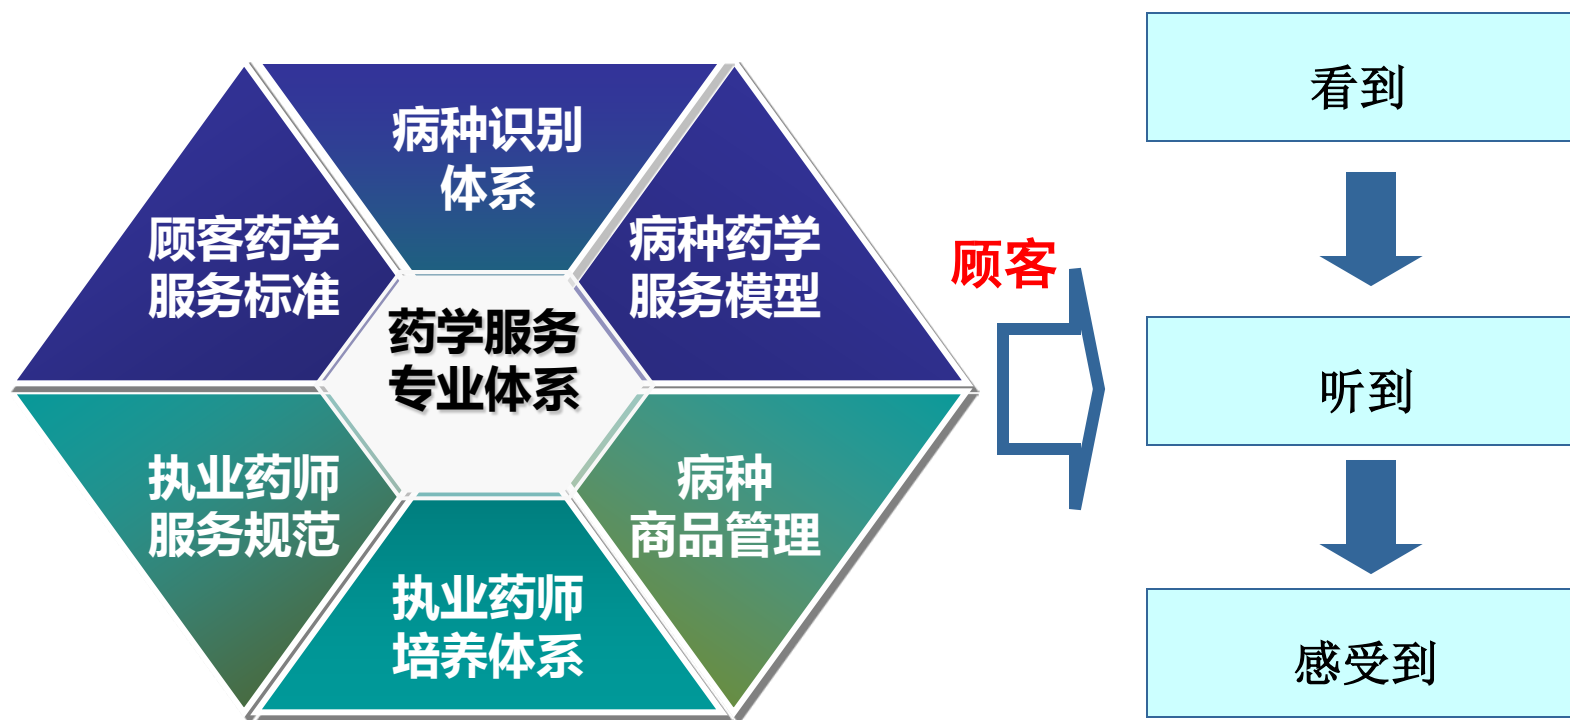 病种识别
体系
顾客药学
服务标准
病种药学
服务模型
药学服务
专业体系
执业药师
服务规范
病种
商品管理
执业药师
培养体系
顾客
看到
听到
感受到